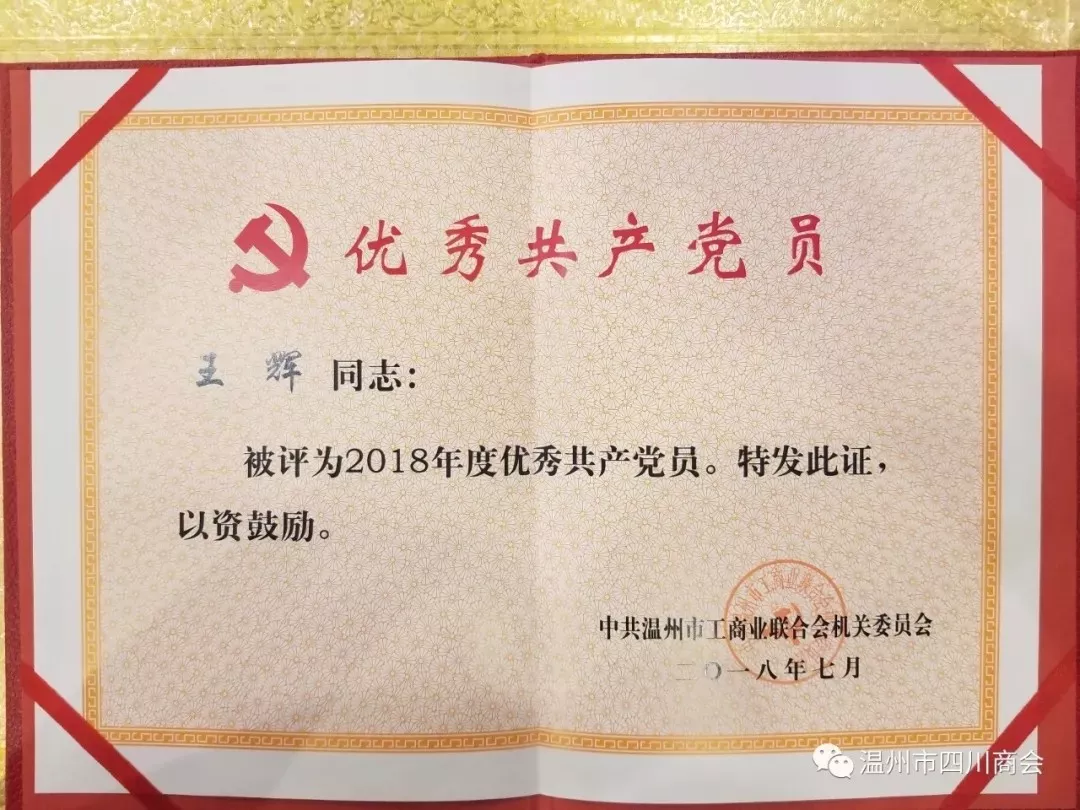 优秀共产党员
王辉 同志：
被评为2018年度优秀共产党员。特发此证，
以资鼓励。
中共温州市工商业联合会机关委员会
二〇一八年七月
温州市四川商会